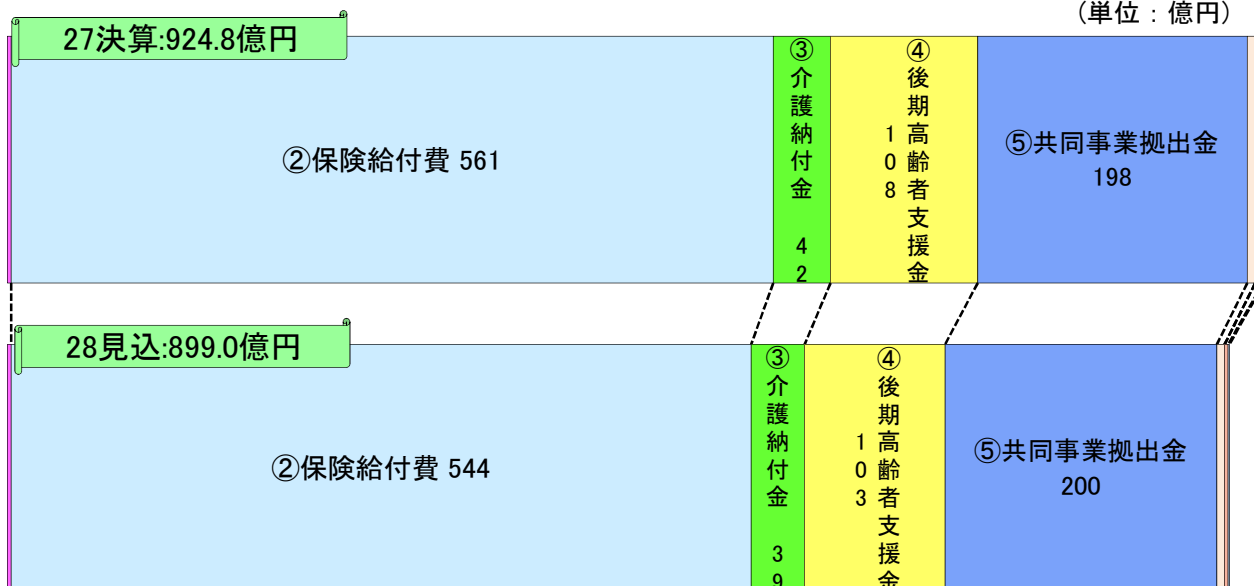 (単位：億円)
27決算:924.8億円
②保険給付費 561
③介護納付金 42
④後期高齢者支援金
108
⑤共同事業拠出金
198
28見込:899.0億円
②保険給付費 544
③介護納付金 39
④後期高齢者支援金
103
⑤共同事業拠出金
200